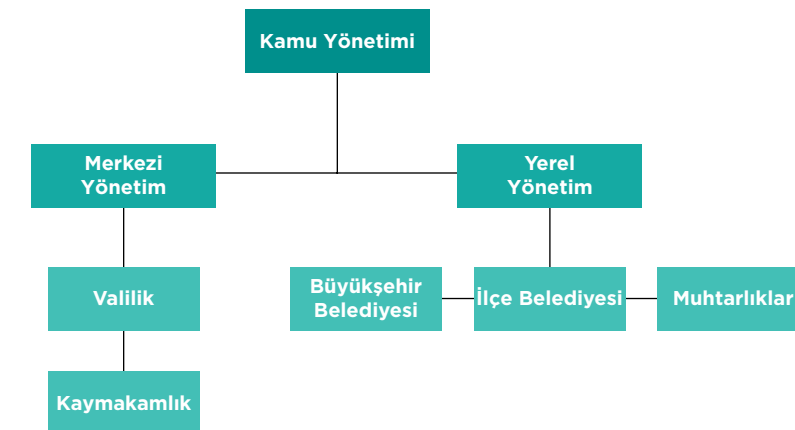 Kamu Yönetimi
Merkezi
Yönetim
Yerel
Yönetim
Valilik
Büyükşehir
Belediyesi
İlçe Belediyesi
Muhtarlıklar
Kaymakamlık